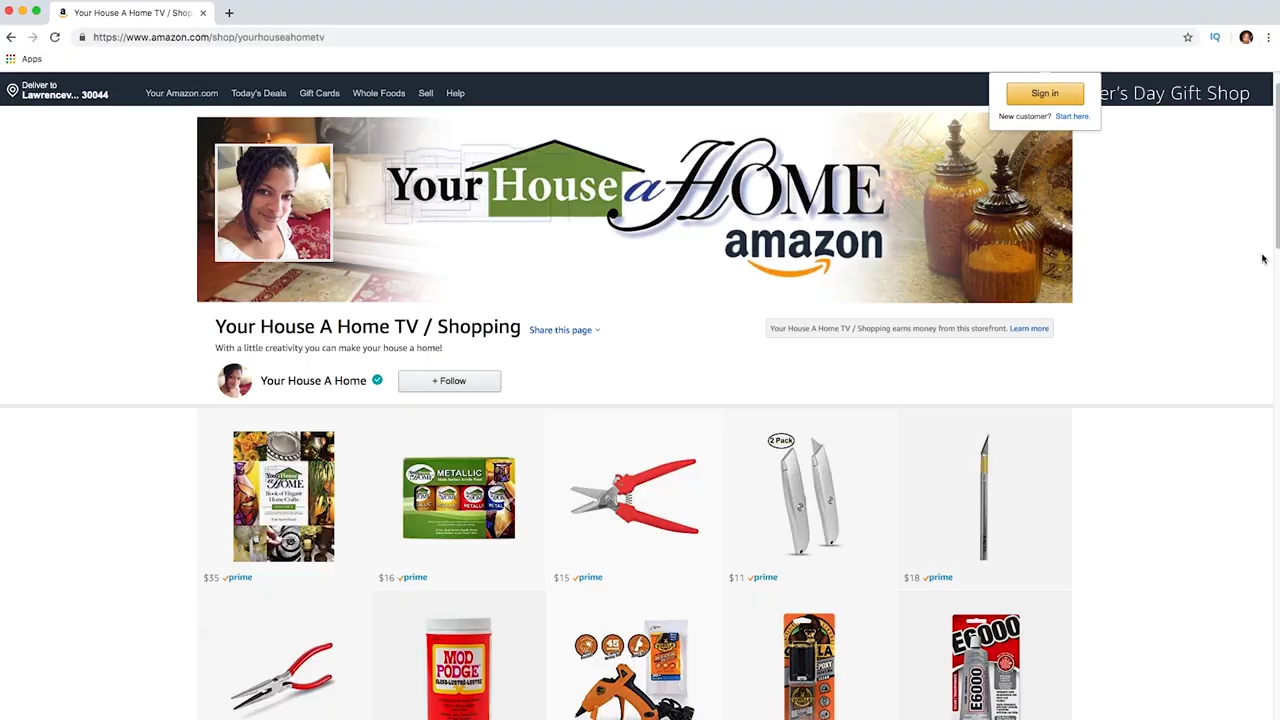 Your House A Home TV / Shop
https://www.amazon.com/shop/yourhouseahometv
IQ
Apps
Deliver to
Lawrencev... 30044
Your Amazon.com Today's Deals Gift Cards Whole Foods Sell Help
er's Day Gift Shop
Sign in
New customer? Start here.
Your House a HOME
amazon
Your House A Home TV / Shopping
Share this page
Your House A Home TV / Shopping earns money from this storefront. Learn more
With a little creativity you can make your house a home!
Your House A Home
+ Follow
Your House a HOME
Book of Elegant
Home Crafts
METALLIC
2 Pack
$35 prime
$16 prime
$15 prime
$11 prime
$18 prime
MOD
PODGE
45
GORILLA
EPOXY
E6000
E6000